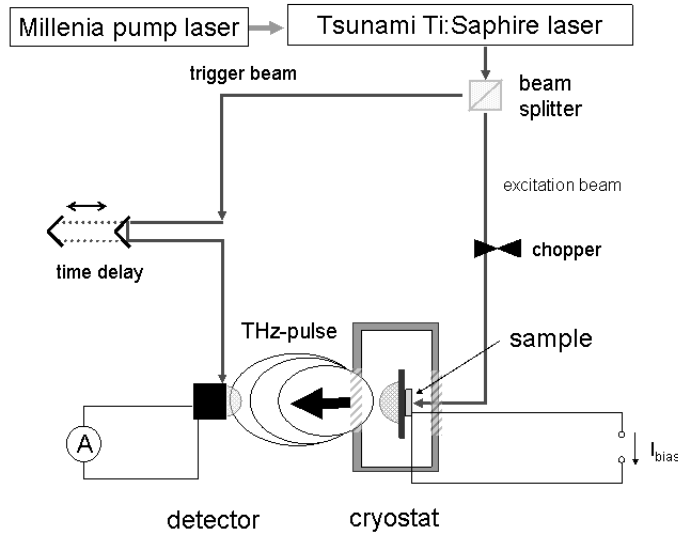 Millenia pump laser
Tsunami Ti:Saphire laser
trigger beam
beam
splitter
excitation beam
time delay
chopper
THz-pulse
sample
A
I bias
detector
cryostat